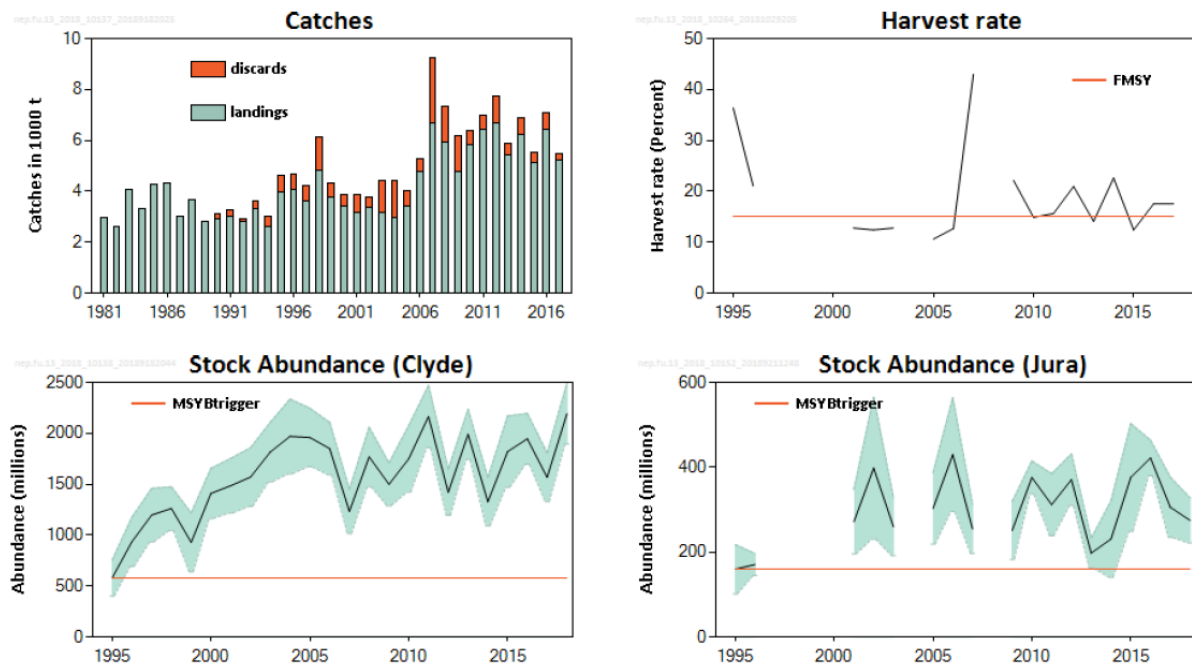 Catches
10
8
6
4
2
0
Catches in 1000 t
discards
landings
1981 1986 1991 1996 2001 2006 2011 2016
Harvest rate
50
40
30
20
10
0
Harvest rate (Percent)
FMSY
1995 2000 2005 2010 2015
Stock Abundance (Clyde)
2500
2000
1500
1000
500
0
Abundance (millions)
MSYBtrigger
1995 2000 2005 2010 2015
Stock Abundance (Jura)
600
400
200
0
Abundance (millions)
MSYBtrigger
1995 2000 2005 2010 2015